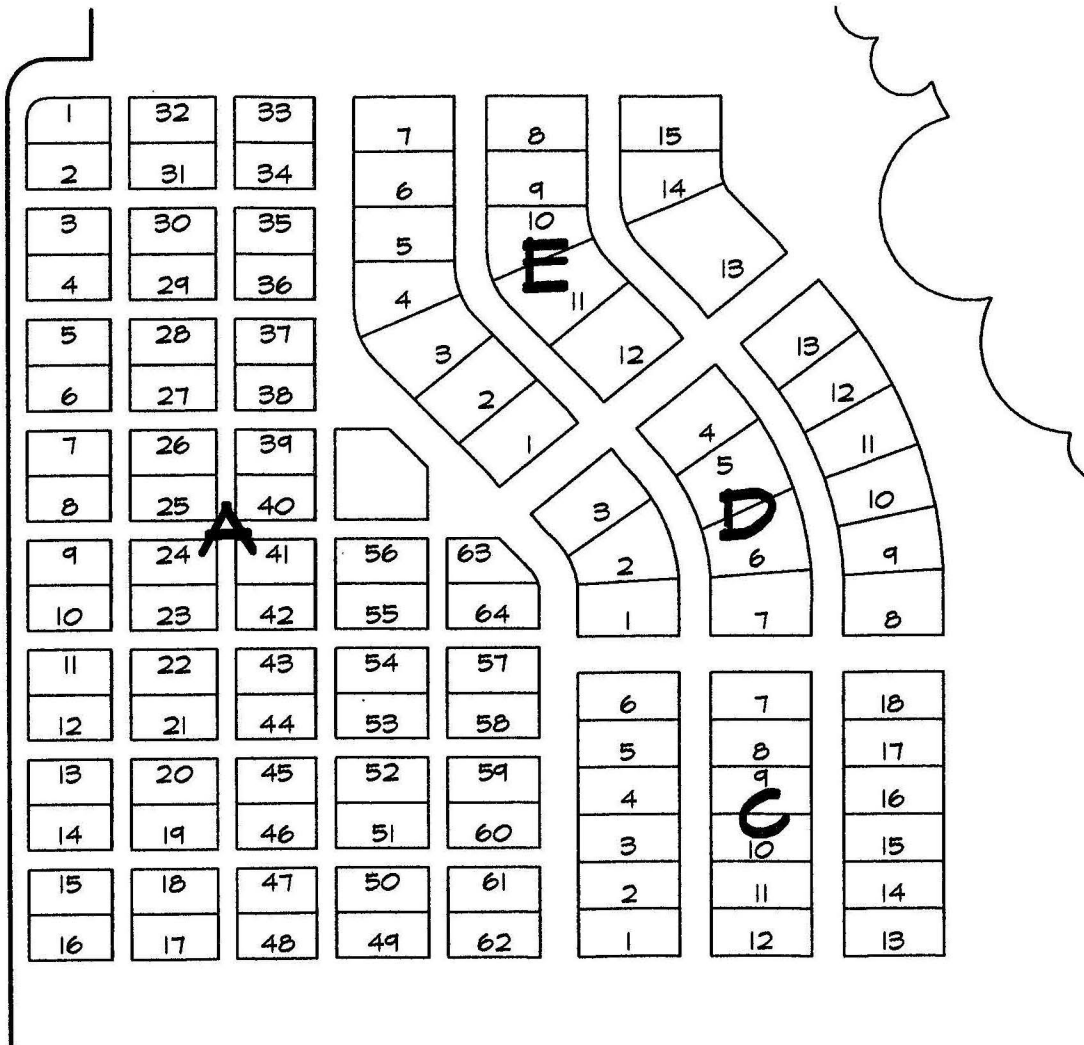 1 32 33 7 8 15
2 31 34 6 9 14
3 30 35 5 10 13
4 29 36 4 E 11
5 28 37 3 12 13
6 27 38 2 4 12
7 26 39 1 5 11
8 25 40 3 D 10
A
9 24 41 56 63 2 6 9
10 23 42 55 64 1 7 8
11 22 43 54 57 6 7 18
12 21 44 53 58 5 8 17
13 20 45 52 59 4 9 16
C
14 19 46 51 60 3 10 15
15 18 47 50 61 2 11 14
16 17 48 49 62 1 12 13